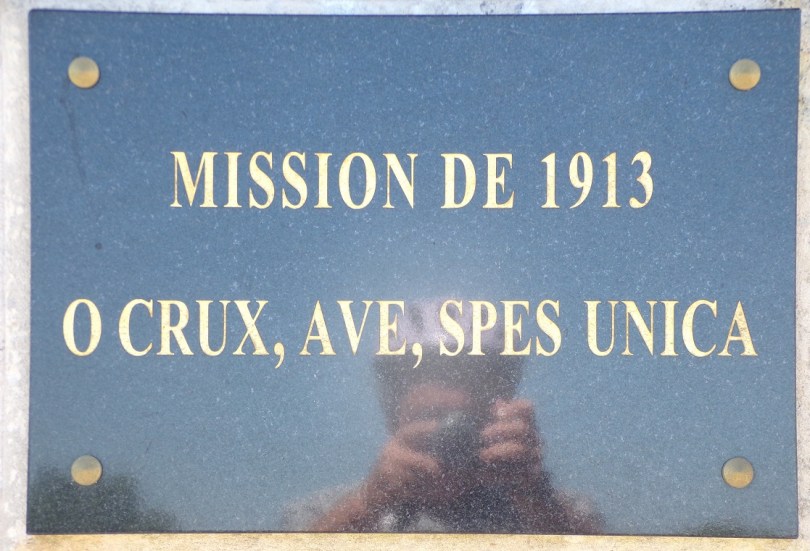 MISSION DE 1913
O CRUX, AVE, SPES UNICA